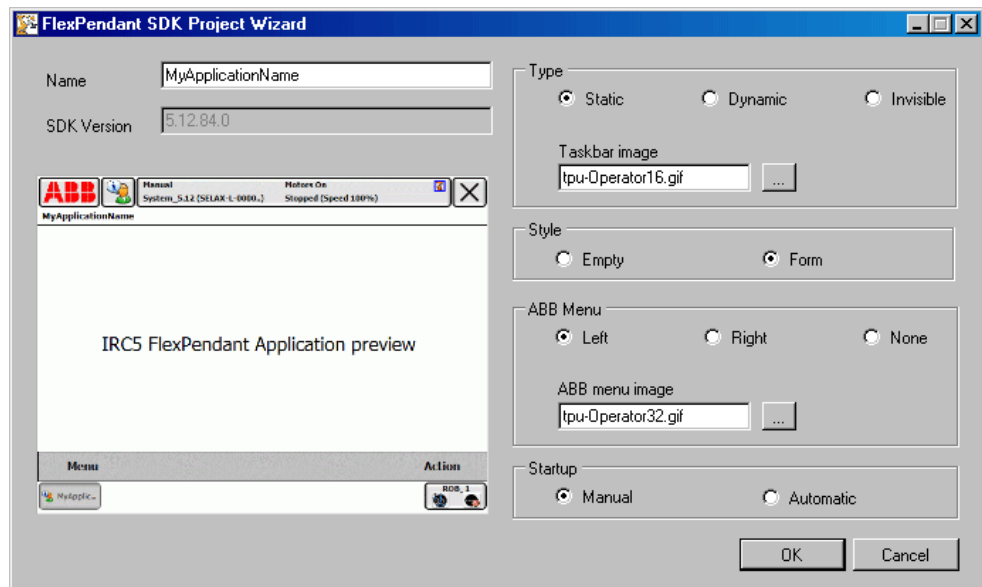 FlexPendant SDK Project Wizard
Name
MyApplicationName
SDK Version
5.12.84.0
ABB
Manual
Motors On
System_5.12 (SELAX-L-0000..)
Stopped (Speed 100%)
MyApplicationName
IRC5 FlexPendant Application preview
Menu
Action
MyApplic...
ROB_1
Type
Static
Dynamic
Invisible
Taskbar image
tpu-Operator16.gif
...
Style
Empty
Form
ABB Menu
Left
Right
None
ABB menu image
tpu-Operator32.gif
...
Startup
Manual
Automatic
OK
Cancel